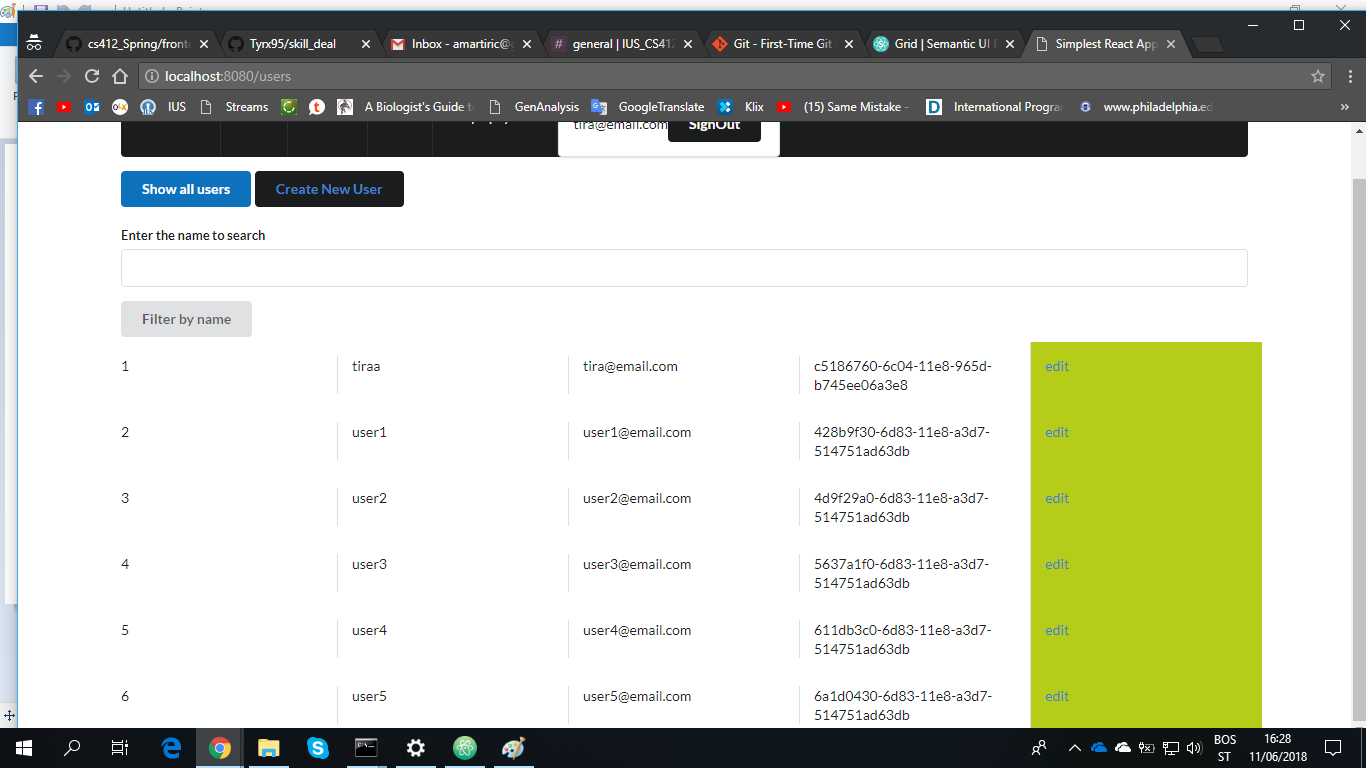 cs412_Spring/fronte
Tyrx95/skill_deal
Inbox - amartiric@g
general | IUS_CS412
Git - First-Time Git
Grid | Semantic UI R
Simplest React App
localhost:8080/users
IUS
Streams
A Biologist's Guide to
GenAnalysis
GoogleTranslate
Klix
(15) Same Mistake -
International Progra
www.philadelphia.ed
tira@email.com
SignOut
Show all users
Create New User
Enter the name to search
Filter by name
1 tiraa tira@email.com c5186760-6c04-11e8-965d-
b745ee06a3e8
edit
2 user1 user1@email.com 428b9f30-6d83-11e8-a3d7-
514751ad63db
edit
3 user2 user2@email.com 4d9f29a0-6d83-11e8-a3d7-
514751ad63db
edit
4 user3 user3@email.com 5637a1f0-6d83-11e8-a3d7-
514751ad63db
edit
5 user4 user4@email.com 611db3c0-6d83-11e8-a3d7-
514751ad63db
edit
6 user5 user5@email.com 6a1d0430-6d83-11e8-a3d7-
514751ad63db
edit
BOS
ST
16:28
11/06/2018